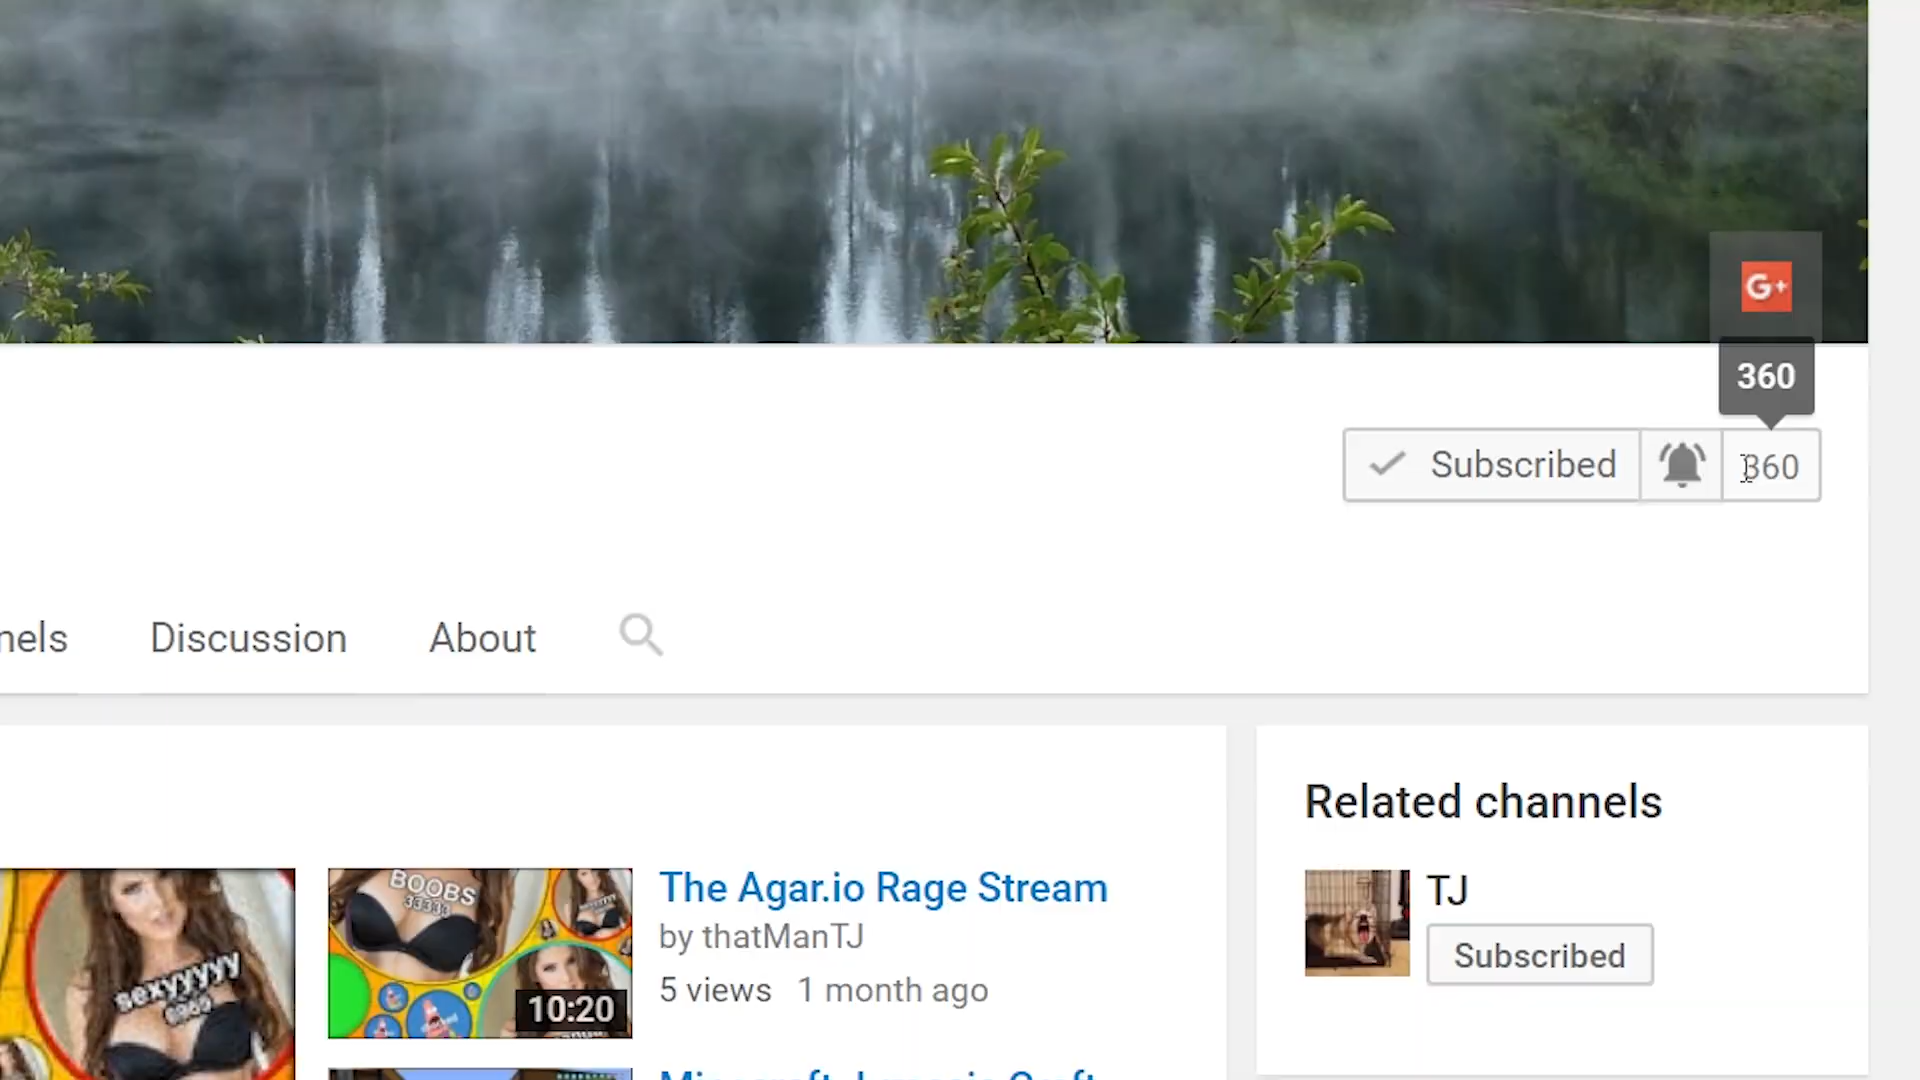 G+
360
Subscribed
360
nels
Discussion
About
Related channels
sexyyyyy
BOOBS
33333
10:20
The Agar.io Rage Stream
by thatManTJ
5 views 1 month ago
TJ
Subscribed